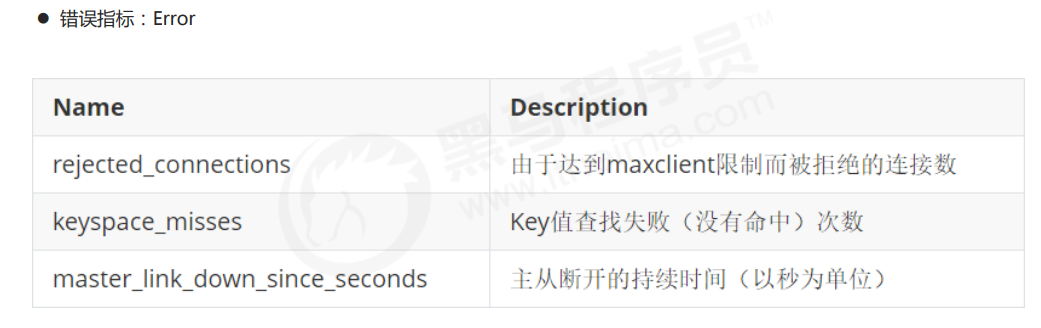 ● 错误指标：Error
Name Description
rejected_connections 由于达到maxclient限制而被拒绝的连接数
keyspace_misses Key值查找失败（没有命中）次数
master_link_down_since_seconds 主从断开的持续时间（以秒为单位）
黑马程序员™
www.itheima.com